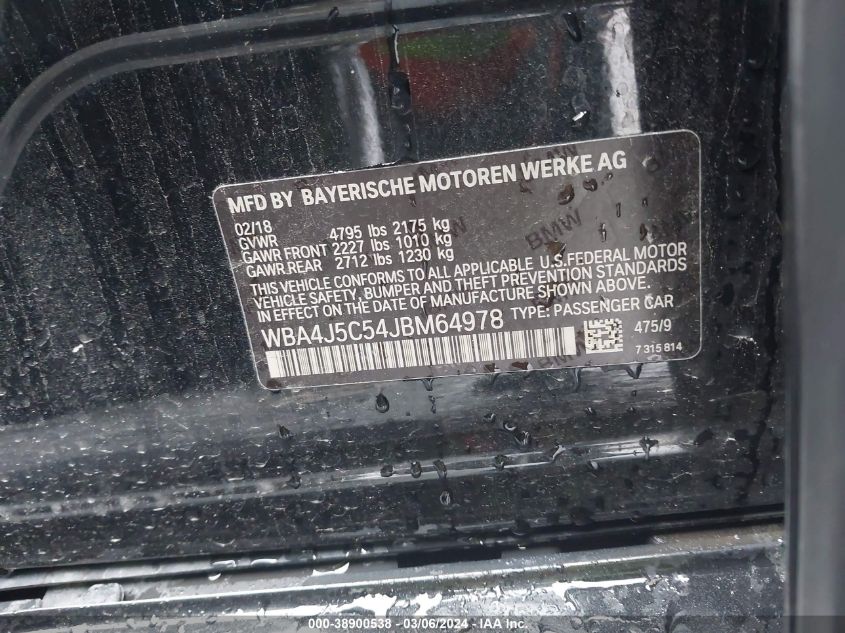 MFD BY BAYERISCHE MOTOREN WERKE AG
02/18
GVWR 4795 lbs 2175 kg
GAWR FRONT 2227 lbs 1010 kg
GAWR REAR 2712 lbs 1230 kg
THIS VEHICLE CONFORMS TO ALL APPLICABLE U.S.FEDERAL MOTOR
VEHICLE SAFETY, BUMPER AND THEFT PREVENTION STANDARDS
IN EFFECT ON THE DATE OF MANUFACTURE SHOWN ABOVE.
WBA4J5C54JBM64978 TYPE: PASSENGER CAR
475/9
7 315 814
BMW
000-38900538 - 03/06/2024 - IAA Inc.